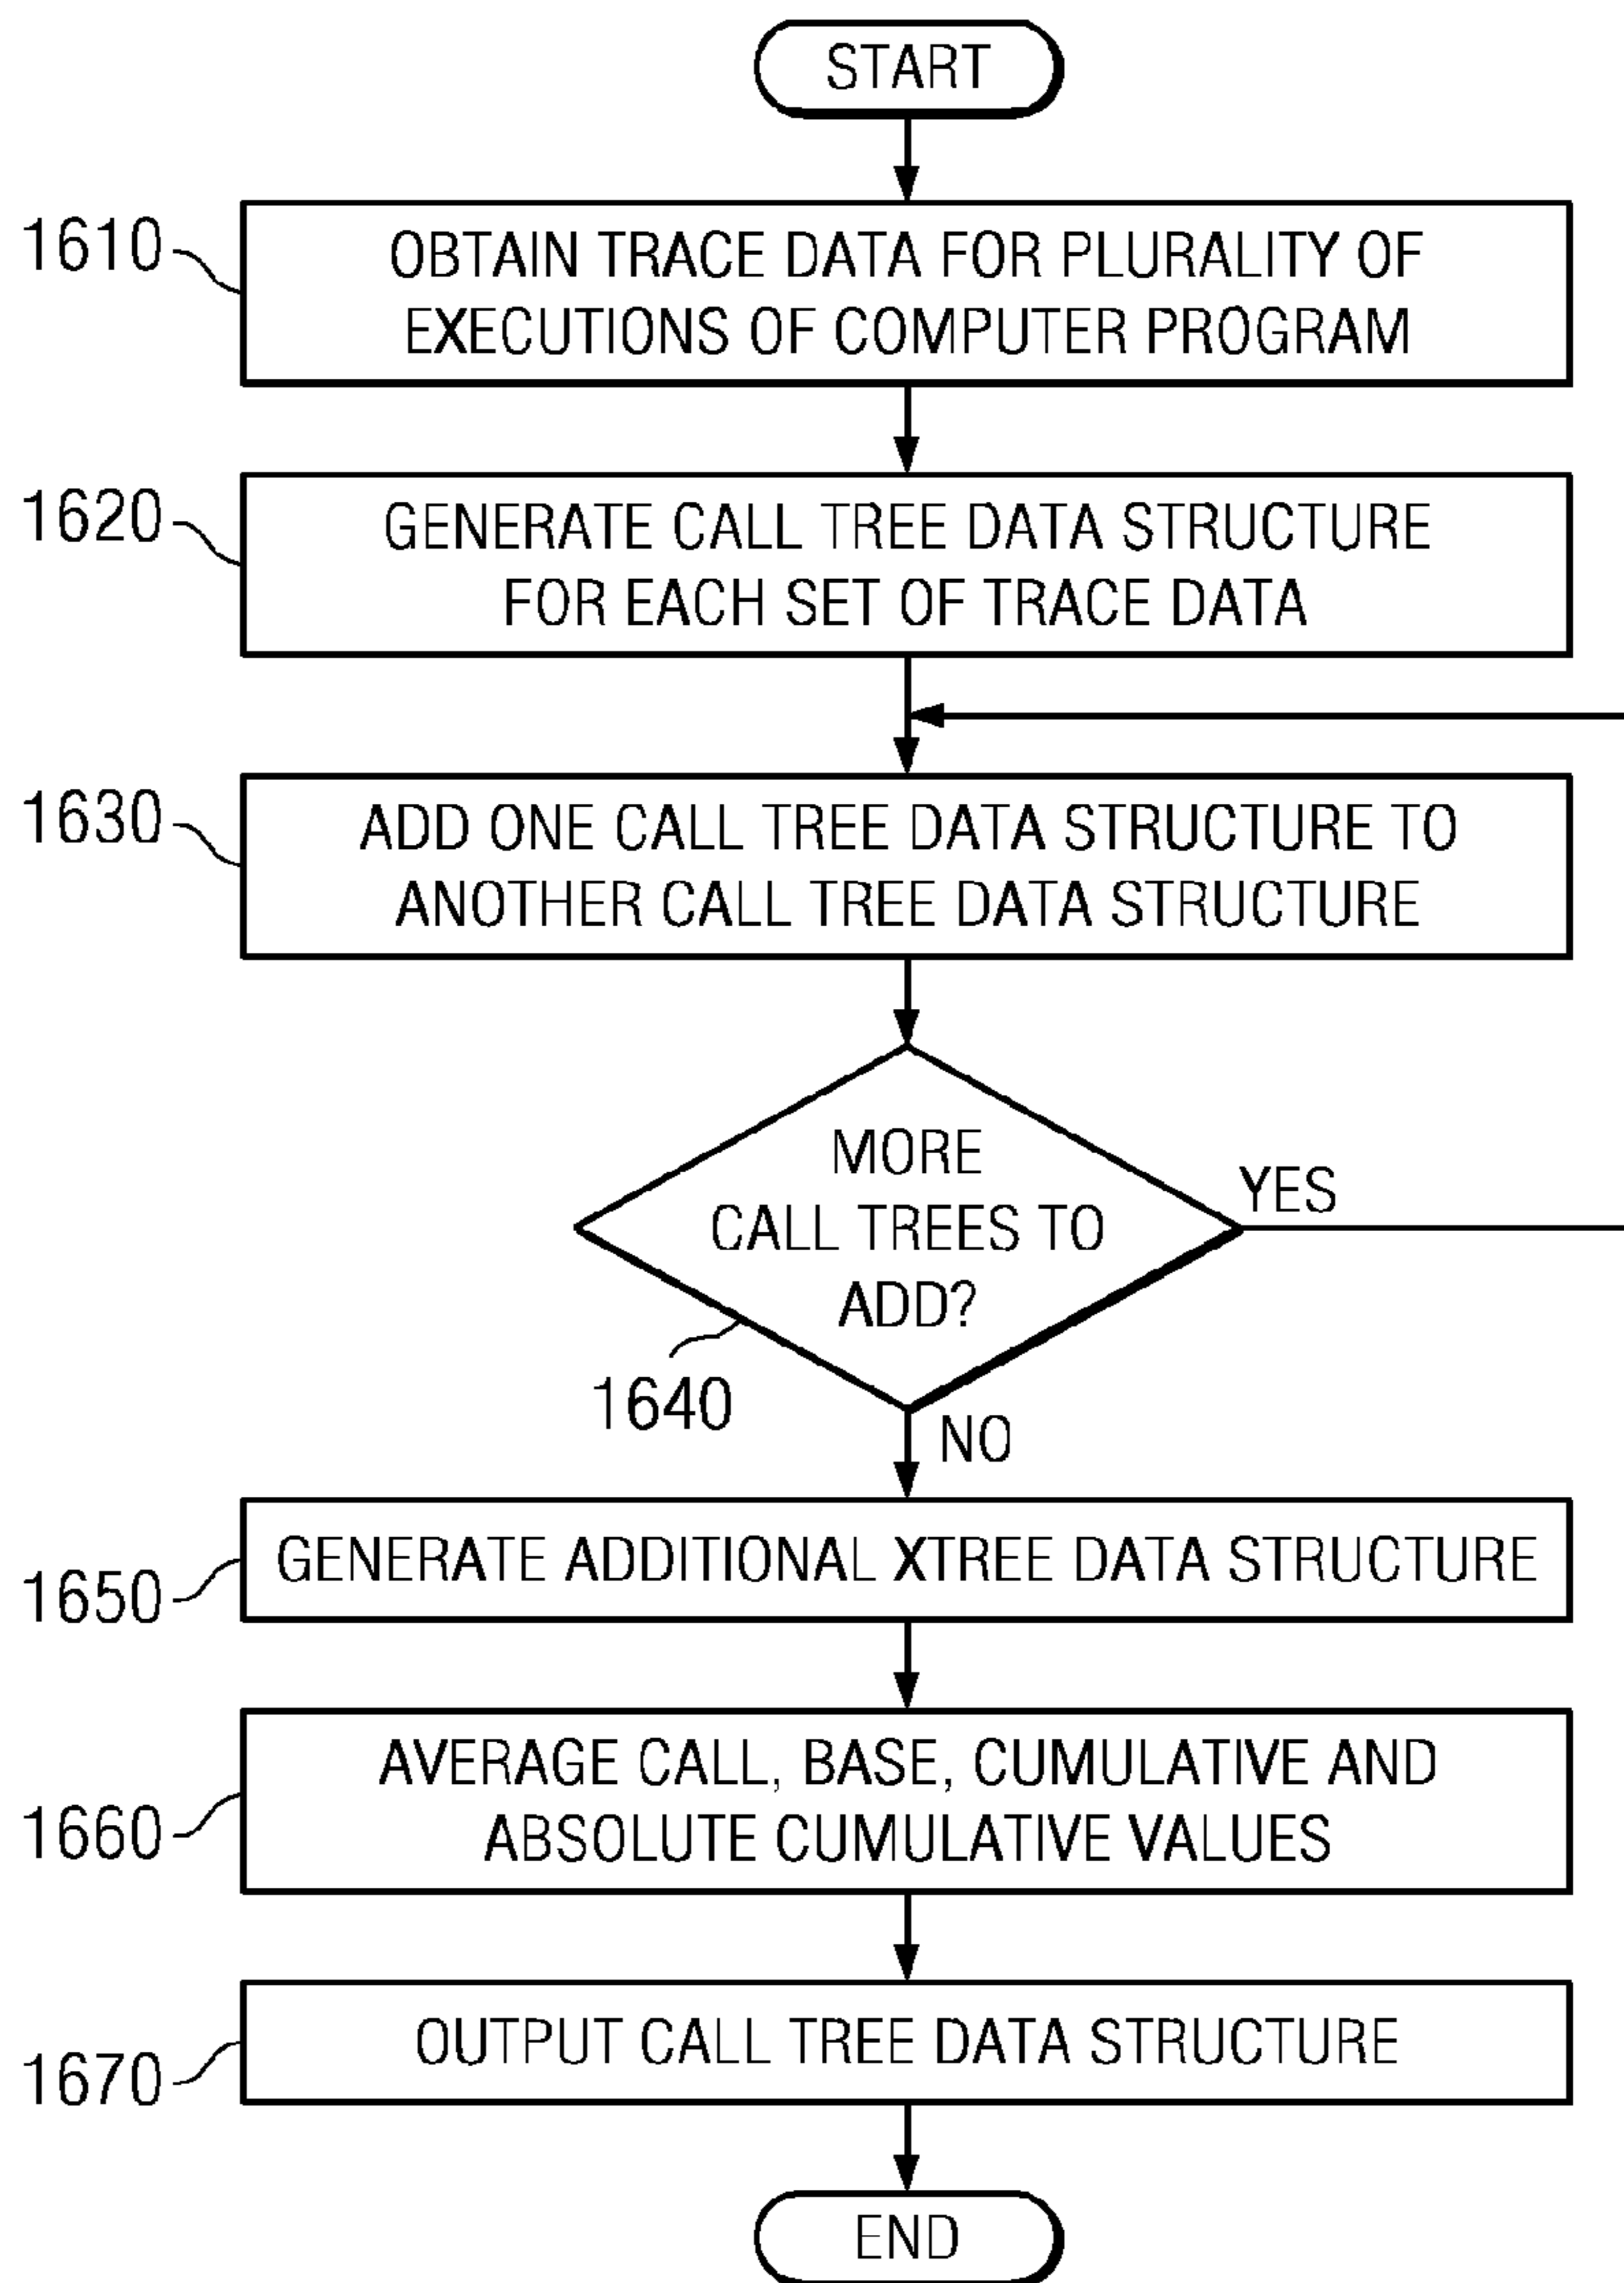 START
1610
OBTAIN TRACE DATA FOR PLURALITY OF
EXECUTIONS OF COMPUTER PROGRAM
1620
GENERATE CALL TREE DATA STRUCTURE
FOR EACH SET OF TRACE DATA
1630
ADD ONE CALL TREE DATA STRUCTURE TO
ANOTHER CALL TREE DATA STRUCTURE
MORE
CALL TREES TO
ADD?
YES
1640
NO
GENERATE ADDITIONAL XTREE DATA STRUCTURE
1650
AVERAGE CALL, BASE, CUMULATIVE AND
ABSOLUTE CUMULATIVE VALUES
1660
OUTPUT CALL TREE DATA STRUCTURE
1670
END